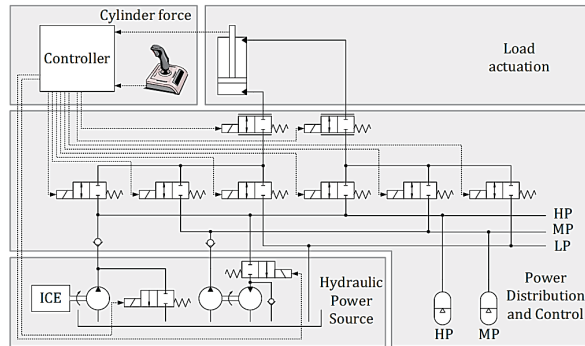 Cylinder force
Controller
Load
actuation
HP
MP
LP
ICE
Hydraulic
Power
Source
Power
Distribution
and Control
HP
MP